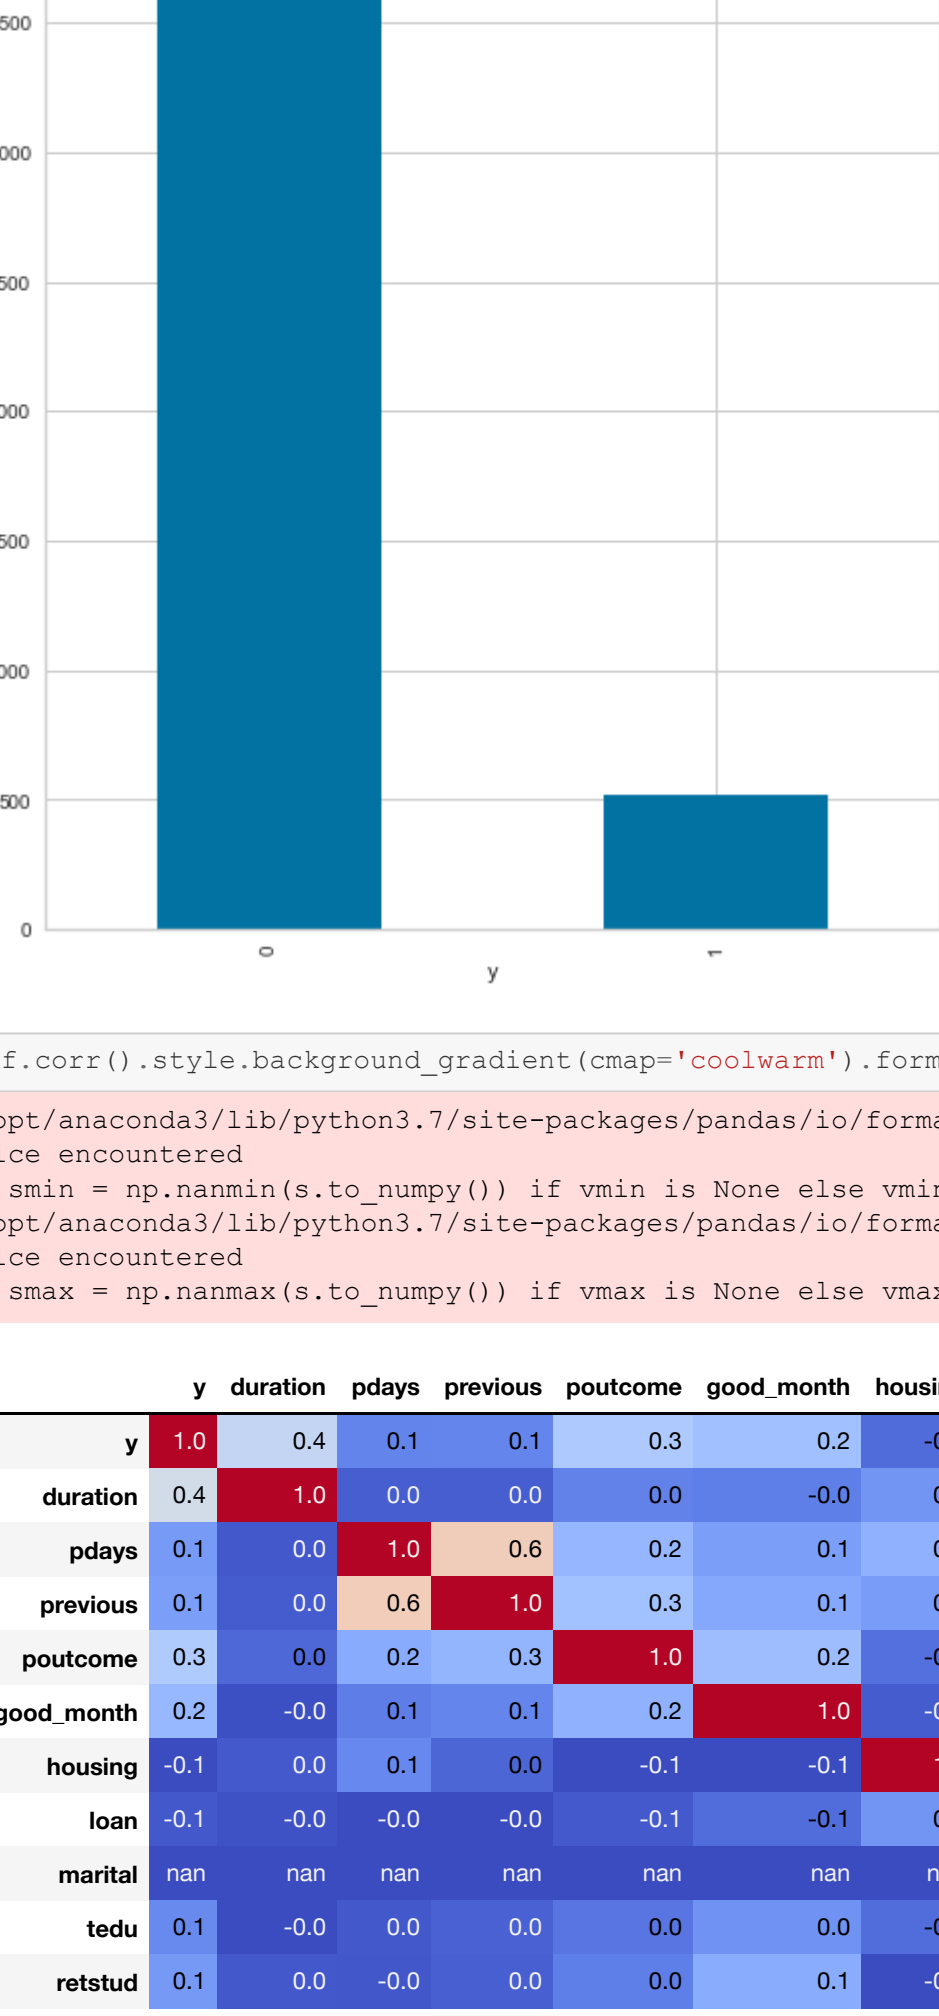 500
000
500
000
500
000
500
0
0
1
y
f.corr().style.background_gradient(cmap='coolwarm').form
opt/anaconda3/lib/python3.7/site-packages/pandas/io/forma
ice encountered
smin = np.nanmin(s.to_numpy()) if vmin is None else vmin
opt/anaconda3/lib/python3.7/site-packages/pandas/io/forma
ice encountered
smax = np.nanmax(s.to_numpy()) if vmax is None else vmax
y duration pdays previous poutcome good_month housi
y 1.0 0.4 0.1 0.1 0.3 0.2 -0
duration 0.4 1.0 0.0 0.0 0.0 -0.0 0
pdays 0.1 0.0 1.0 0.6 0.2 0.1 0
previous 0.1 0.0 0.6 1.0 0.3 0.1 0
poutcome 0.3 0.0 0.2 0.3 1.0 0.2 -0
good_month 0.2 -0.0 0.1 0.1 0.2 1.0 -0
housing -0.1 0.0 0.1 0.0 -0.1 -0.1 1
loan -0.1 -0.0 -0.0 -0.0 -0.1 -0.1 0
marital nan nan nan nan nan nan n
tedu 0.1 -0.0 0.0 0.0 0.0 0.0 -0
retstud 0.1 0.0 -0.0 0.0 0.0 0.1 -0